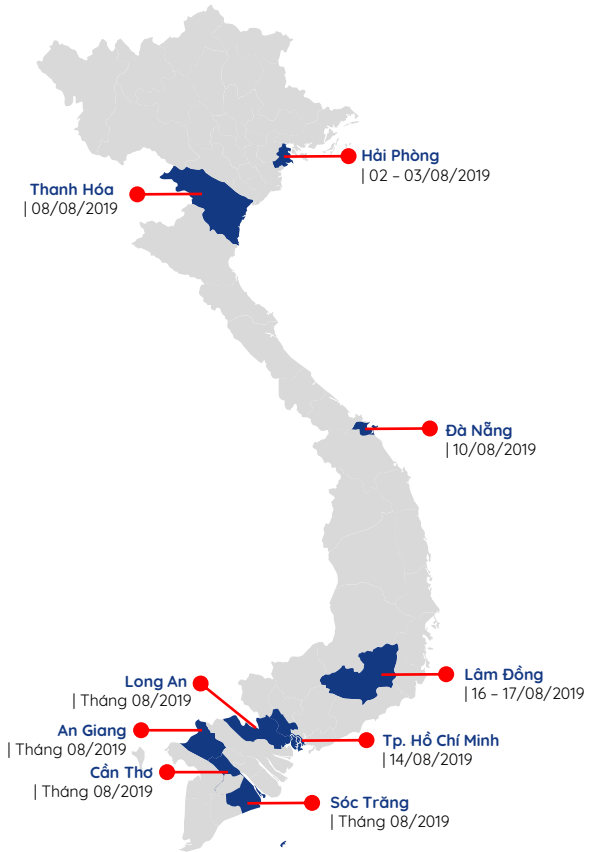 Hải Phòng
| 02 – 03/08/2019
Thanh Hóa
| 08/08/2019
Đà Nẵng
| 10/08/2019
Lâm Đồng
| 16 – 17/08/2019
Long An
| Tháng 08/2019
An Giang
| Tháng 08/2019
Tp. Hồ Chí Minh
| 14/08/2019
Cần Thơ
| Tháng 08/2019
Sóc Trăng
| Tháng 08/2019